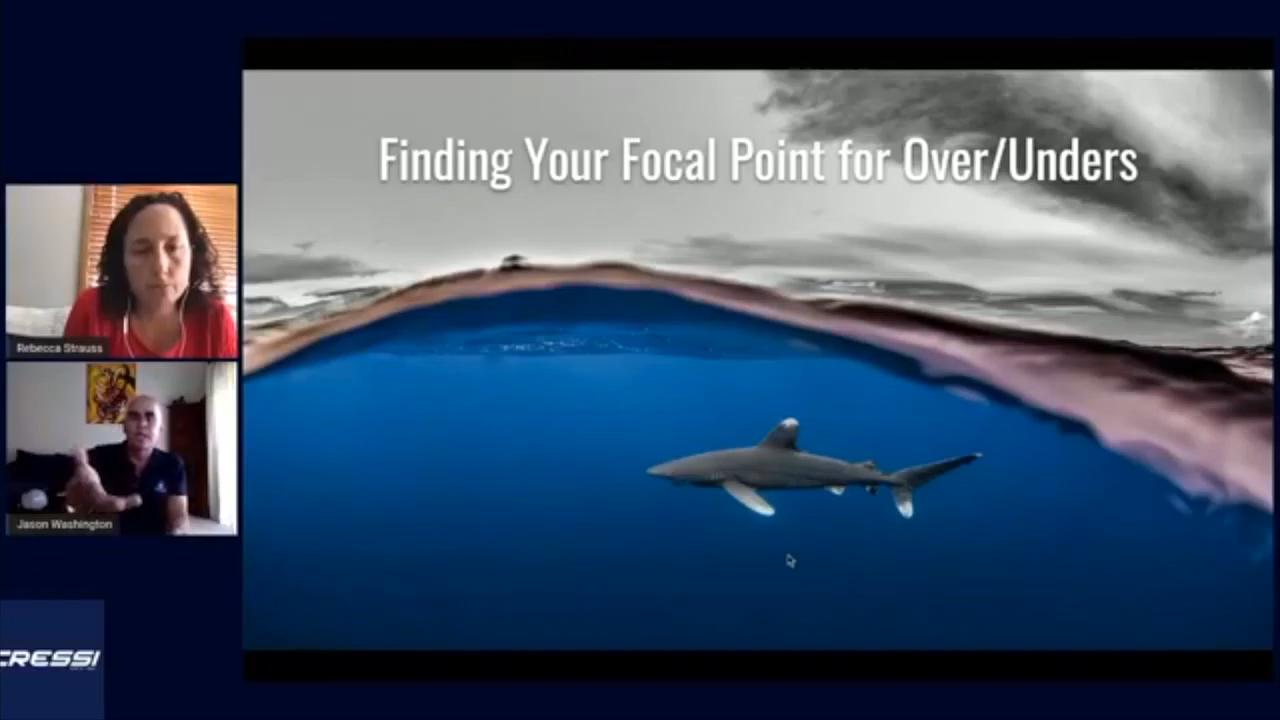 Finding Your Focal Point for Over/Unders
Rebecca Strauss
Jason Washington
CRESSI